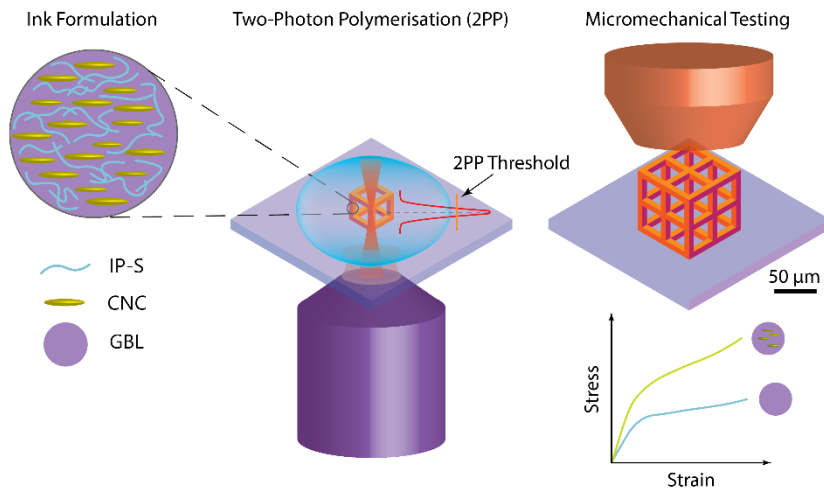 Ink Formulation
Two-Photon Polymerisation (2PP)
Micromechanical Testing
2PP Threshold
IP-S
CNC
GBL
50 µm
Stress
Strain